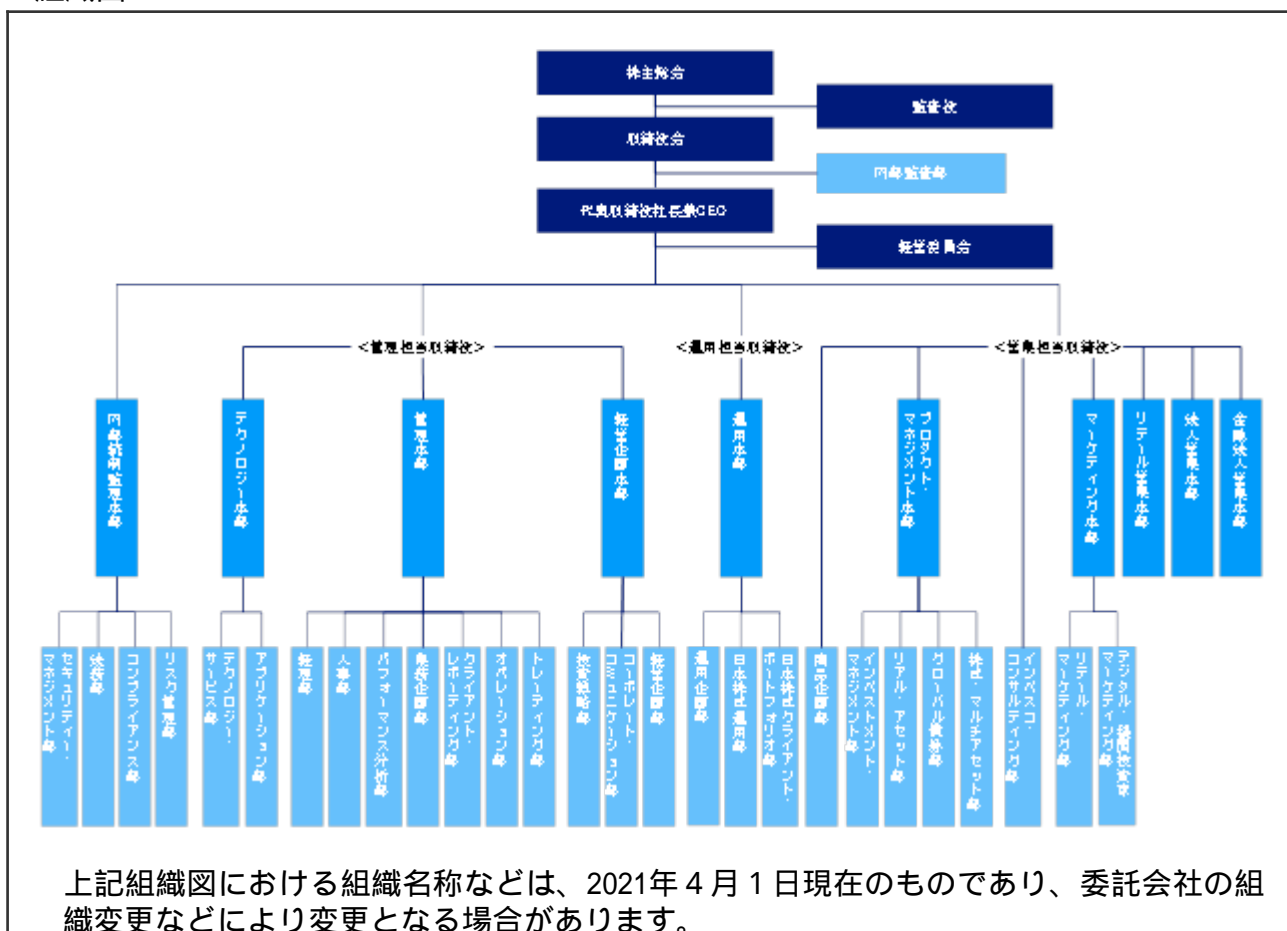 株主総会
監査役
取締役会
内部監査部
代表取締役社長兼CEO
経営委員会
＜管理担当取締役＞
＜運用担当取締役＞
＜営業担当取締役＞
内部統制監理本部
テクノロジー本部
管理本部
経営企画本部
運用本部
プロダクト・
マネジメント本部
マーケティング本部
リテール営業本部
法人営業本部
金融法人営業本部
セキュリティー・
マネジメント部
法務部
コンプライアンス部
リスク管理部
テクノロジー・
サービス部
アプリケーション部
経理部
人事部
パフォーマンス分析部
業務企画部
クライアント・
レポーティング部
オペレーション部
トレーディング部
投資戦略部
コーポレート・
コミュニケーション部
経営企画部
運用企画部
日本株式運用部
日本株式クライアント・
ポートフォリオ部
商品企画部
インベストメント・
マネジメント部
リアル・アセット部
グローバル債券部
株式・マルチアセット部
インベスコ・
コンサルティング部
リテール・
マーケティング部
デジタル・機関投資家
マーケティング部
上記組織図における組織名称などは、2021年４月１日現在のものであり、委託会社の組
織変更などにより変更となる場合があります。